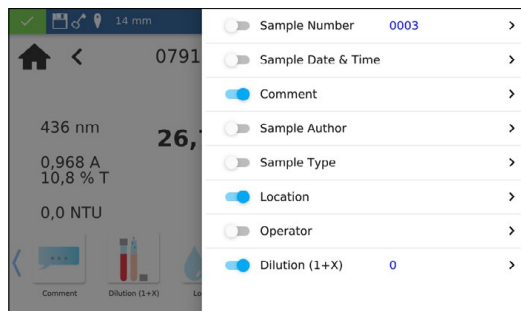 14 mm
0791
436 nm
26,
0,968 A
10,8 % T
0,0 NTU
Comment
Dilution (1+X)
Lo
Sample Number 0003
Sample Date & Time
Comment
Sample Author
Sample Type
Location
Operator
Dilution (1+X) 0